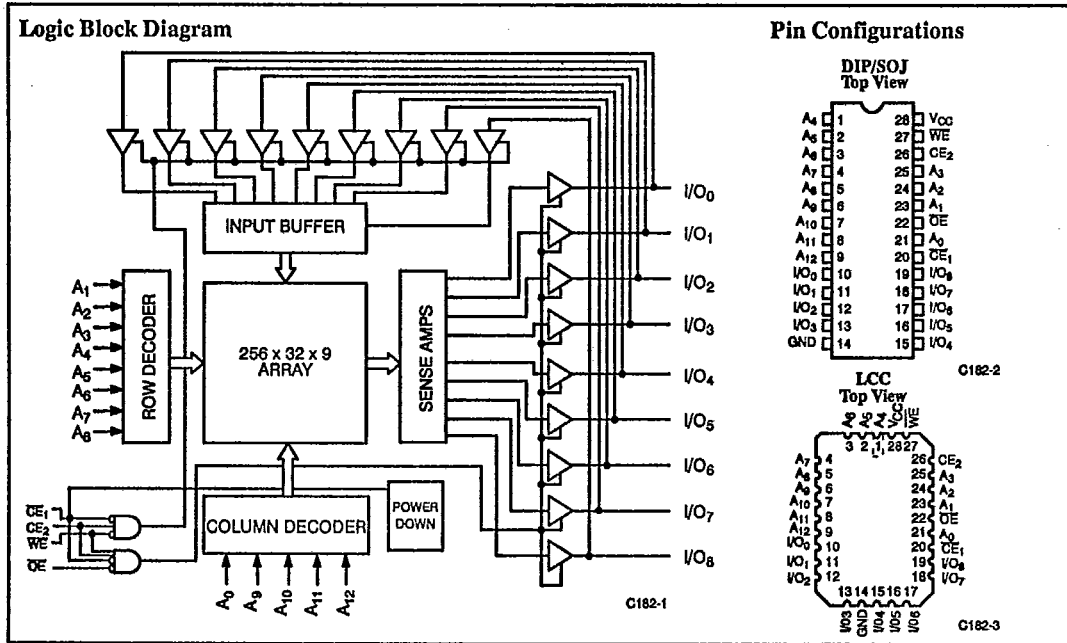 Logic Block Diagram
INPUT BUFFER
A1
A2
A3
A4
A5
A6
A7
A8
ROW DECODER
256 x 32 x 9
ARRAY
SENSE AMPS
COLUMN DECODER
POWER
DOWN
CE1
CE2
WE
OE
A0
A9
A10
A11
A12
I/O0
I/O1
I/O2
I/O3
I/O4
I/O5
I/O6
I/O7
I/O8
C182-1
Pin Configurations
DIP/SOJ
Top View
A4 1 28 VCC
A5 2 27 WE
A6 3 26 CE2
A7 4 25 A3
A8 5 24 A2
A9 6 23 A1
A10 7 22 OE
A11 8 21 A0
A12 9 20 CE1
I/O0 10 19 I/O8
I/O1 11 18 I/O7
I/O2 12 17 I/O6
I/O3 13 16 I/O5
GND 14 15 I/O4
C182-2
LCC
Top View
A6 A5 A4 VCC WE
3 2 1 28 27
A7 4 26 CE2
A8 5 25 A3
A9 6 24 A2
A10 7 23 A1
A11 8 22 OE
A12 9 21 A0
I/O0 10 20 CE1
I/O1 11 19 I/O8
I/O2 12 18 I/O7
13 14 15 16 17
I/O3 GND I/O4 I/O5 I/O6
C182-3